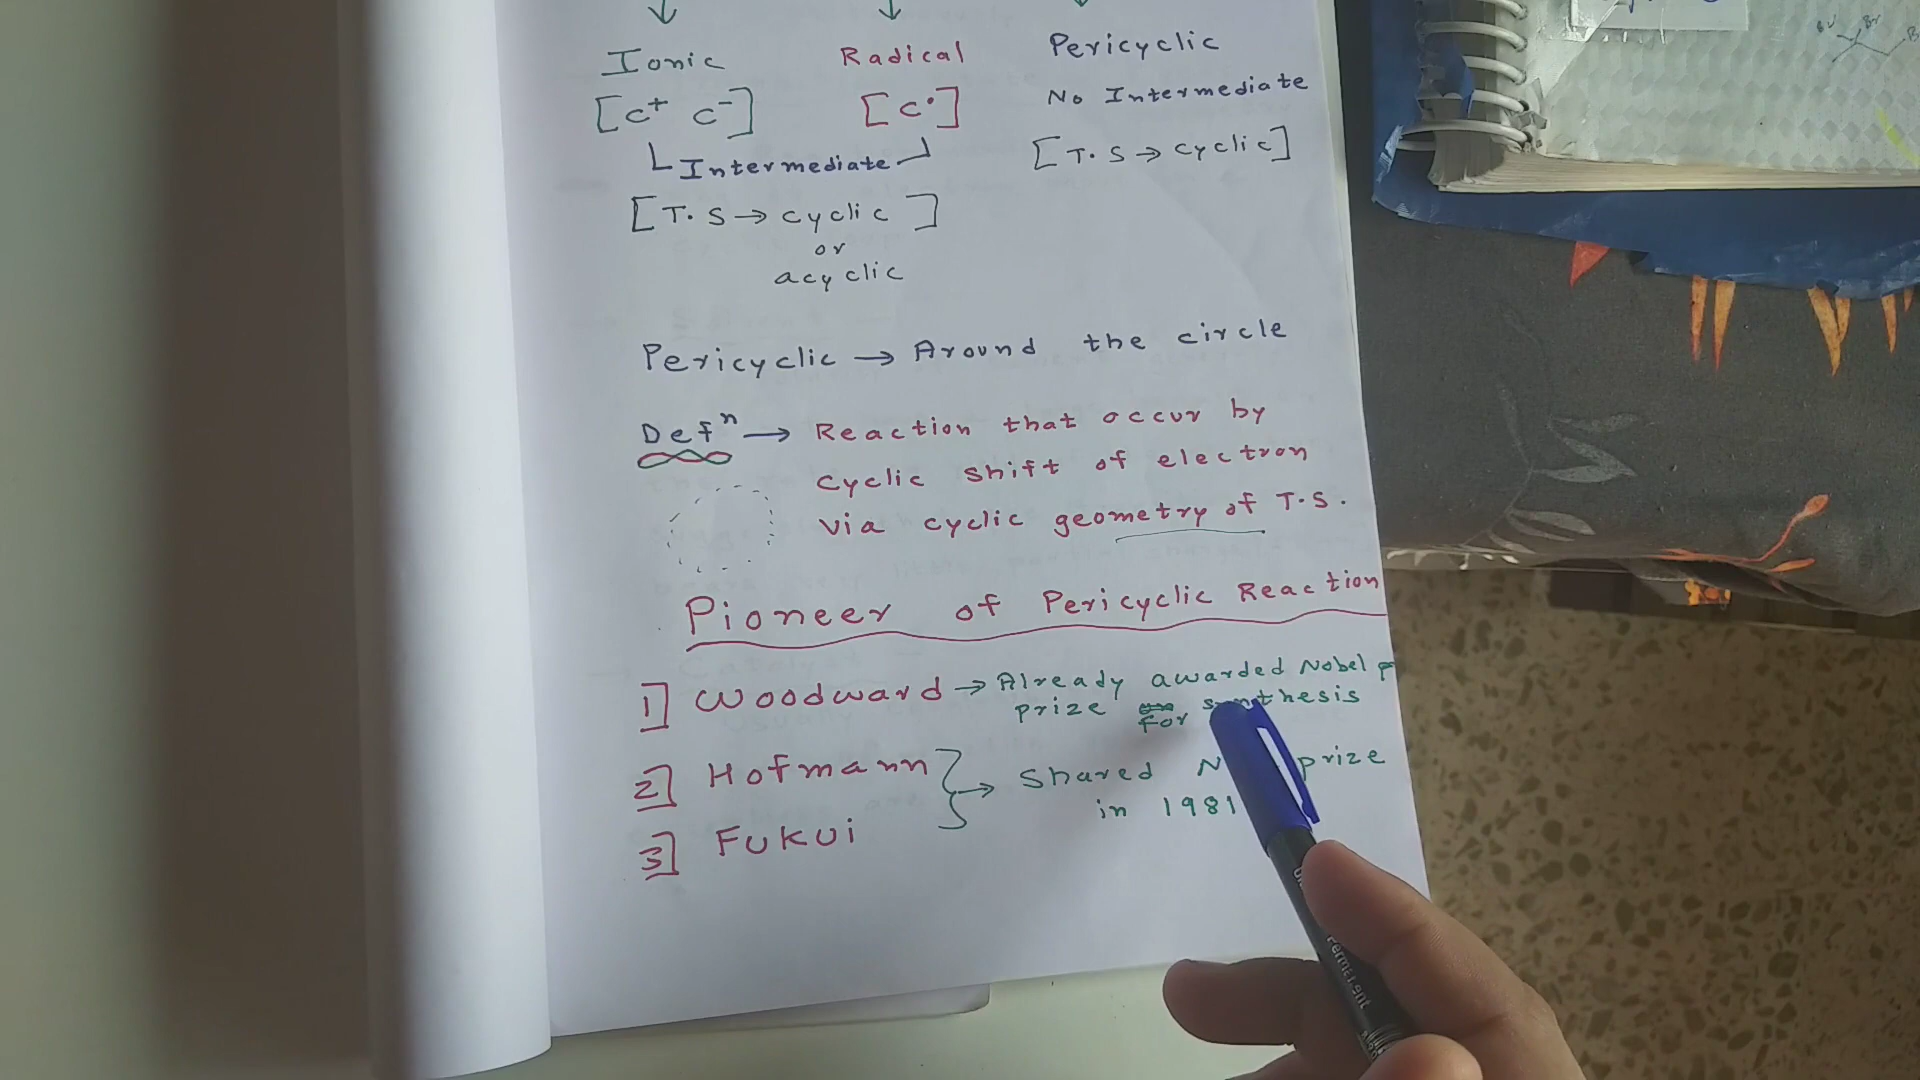 Ionic Radical Pericyclic
[C+ C-] [C•] No Intermediate
Intermediate [T.S → cyclic]
[T.S → cyclic]
or
acyclic
Pericyclic → Around the circle
Defⁿ → Reaction that occur by
cyclic shift of electron
via cyclic geometry of T.S.
Pioneer of Pericyclic Reaction
1] Woodward → Already awarded Nobel p
prize for synthesis
2] Hofmann → Shared prize
in 1981
3] Fukui
Permanent